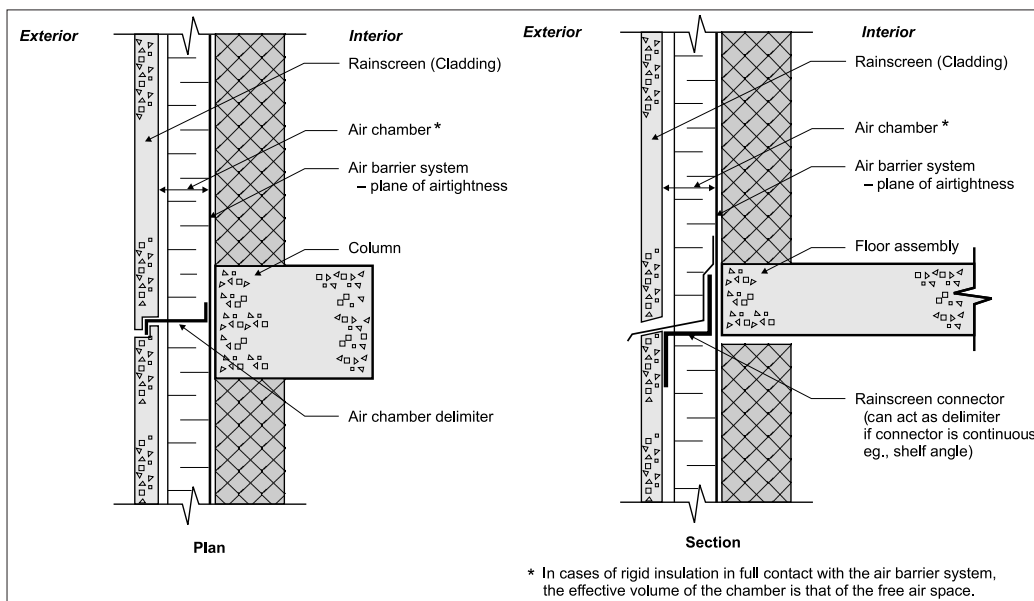 Exterior
Interior
Rainscreen (Cladding)
Air chamber *
Air barrier system
– plane of airtightness
Column
Air chamber delimiter
Plan
Exterior
Interior
Rainscreen (Cladding)
Air chamber *
Air barrier system
– plane of airtightness
Floor assembly
Rainscreen connector
(can act as delimiter
if connector is continuous
eg., shelf angle)
Section
* In cases of rigid insulation in full contact with the air barrier system,
the effective volume of the chamber is that of the free air space.